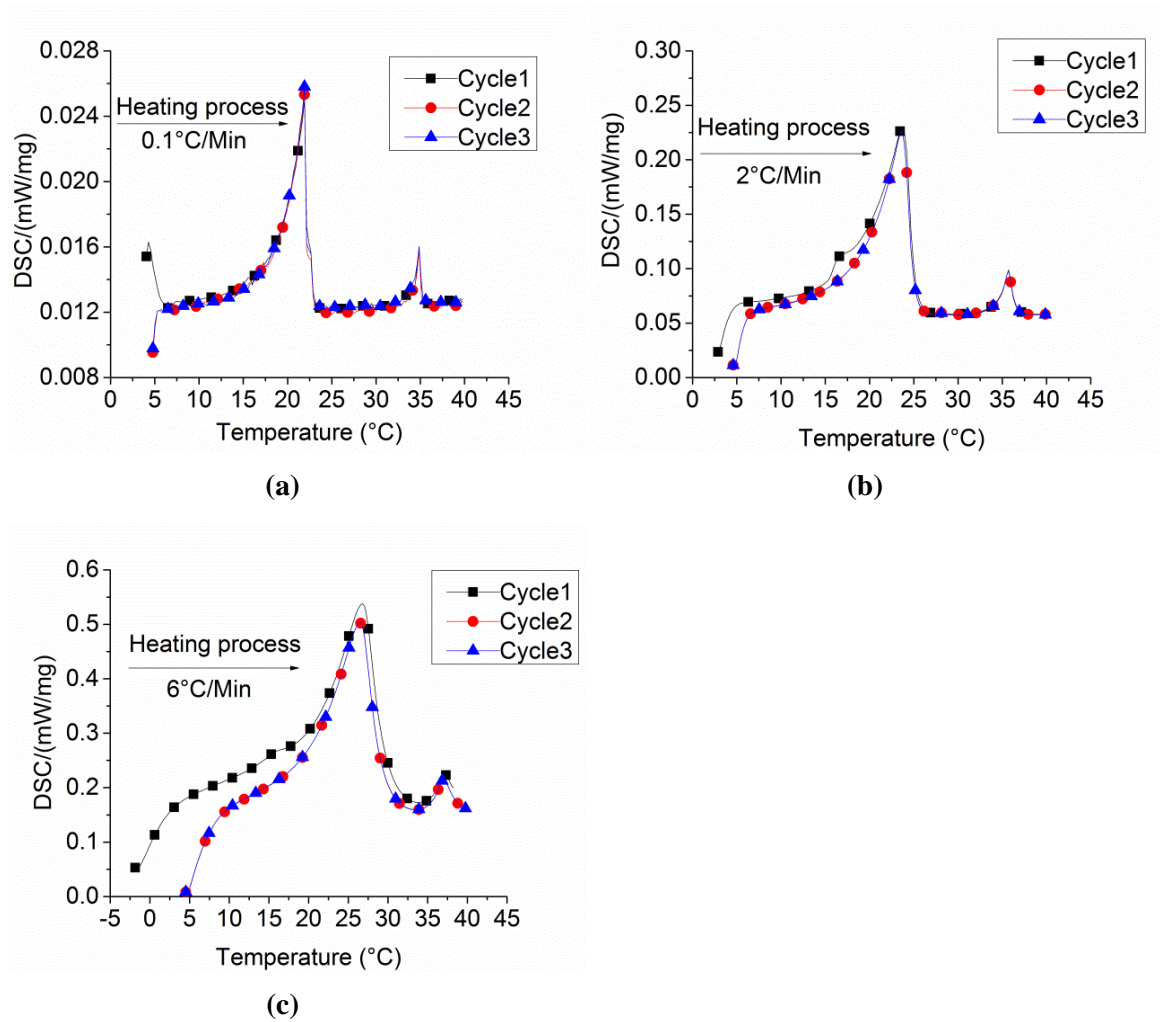 0.028
0.024
0.020
0.016
0.012
0.008
DSC/(mW/mg)
Heating process
0.1°C/Min
Cycle1
Cycle2
Cycle3
0 5 10 15 20 25 30 35 40 45
Temperature (°C)
(a)
0.30
0.25
0.20
0.15
0.10
0.05
0.00
DSC/(mW/mg)
Heating process
2°C/Min
Cycle1
Cycle2
Cycle3
0 5 10 15 20 25 30 35 40 45
Temperature (°C)
(b)
0.6
0.5
0.4
0.3
0.2
0.1
0.0
DSC/(mW/mg)
Heating process
6°C/Min
Cycle1
Cycle2
Cycle3
-5 0 5 10 15 20 25 30 35 40 45
Temperature (°C)
(c)